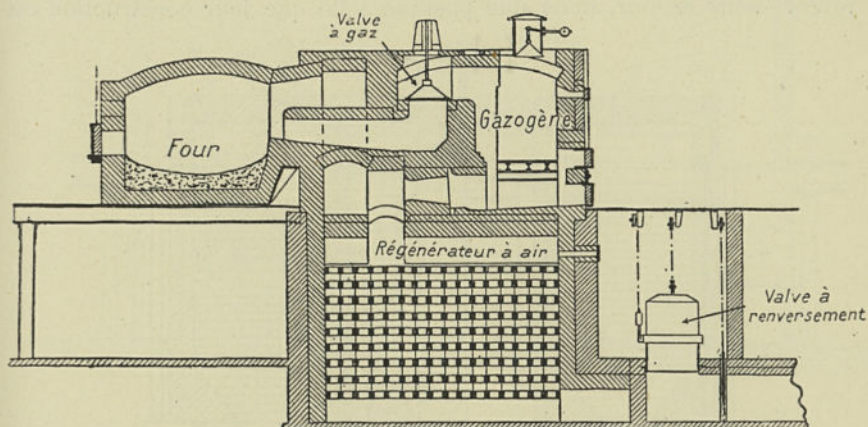 Valve
à gaz
Gazogène
Four
Régénérateur à air
Valve à
renversement